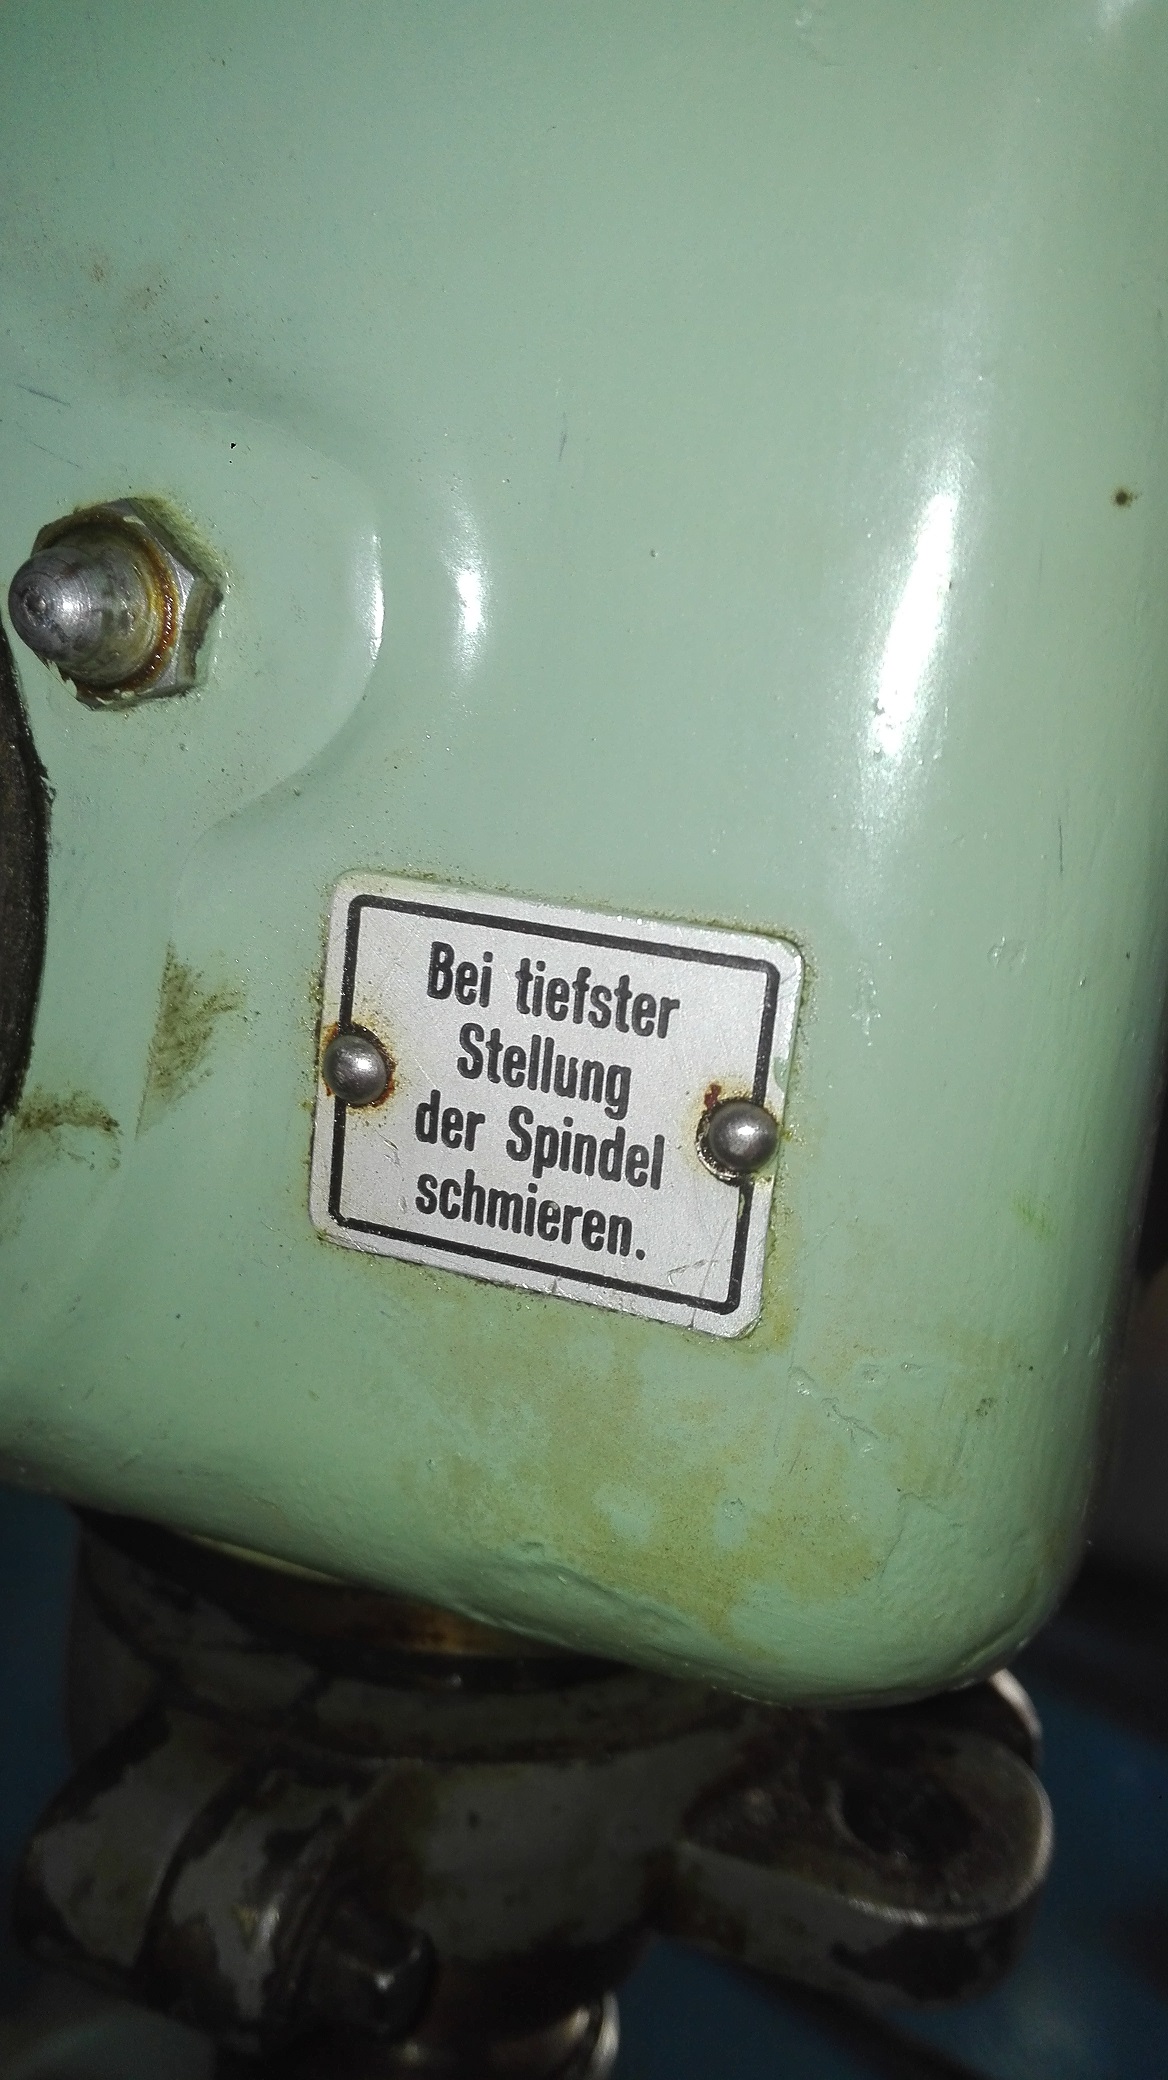 Bei tiefster
Stellung
der Spindel
schmieren.